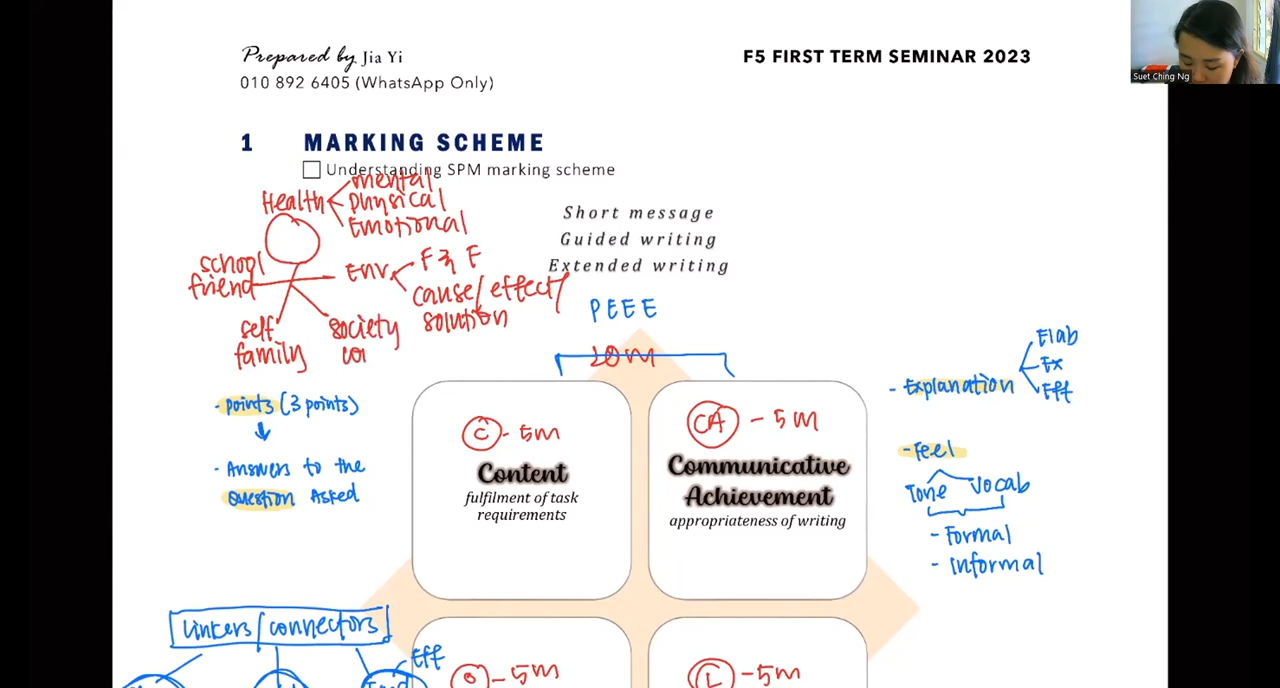 Prepared by Jia Yi
010 892 6405 (WhatsApp Only)
F5 FIRST TERM SEMINAR 2023
Suet Ching Ng
1 MARKING SCHEME
Understanding SPM marking scheme
Health
mental
physical
Emotional
school
friend
Env
F & F
cause/effect/
solution
self
family
society
co
Short message
Guided writing
Extended writing
PEEE
20m
- points (3 points)
- Answers to the
question Asked
C - 5m
Content
fulfilment of task
requirements
CA - 5m
Communicative
Achievement
appropriateness of writing
- Explanation
Elab
Ex
Eff
- Feel
Tone Vocab
- Formal
- Informal
Linkers/connectors
Eff
O - 5m
L - 5m